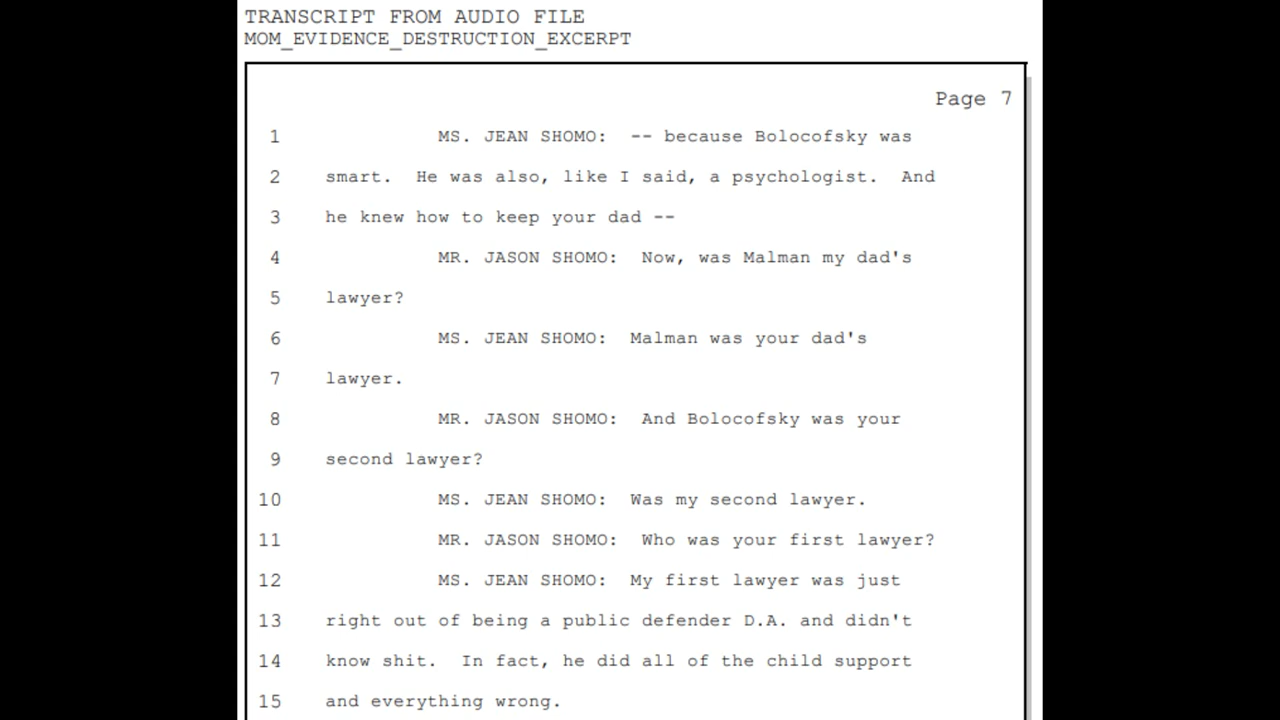 TRANSCRIPT FROM AUDIO FILE
MOM_EVIDENCE_DESTRUCTION_EXCERPT
Page 7
1 MS. JEAN SHOMO: -- because Bolocofsky was
2 smart. He was also, like I said, a psychologist. And
3 he knew how to keep your dad --
4 MR. JASON SHOMO: Now, was Malman my dad's
5 lawyer?
6 MS. JEAN SHOMO: Malman was your dad's
7 lawyer.
8 MR. JASON SHOMO: And Bolocofsky was your
9 second lawyer?
10 MS. JEAN SHOMO: Was my second lawyer.
11 MR. JASON SHOMO: Who was your first lawyer?
12 MS. JEAN SHOMO: My first lawyer was just
13 right out of being a public defender D.A. and didn't
14 know shit. In fact, he did all of the child support
15 and everything wrong.